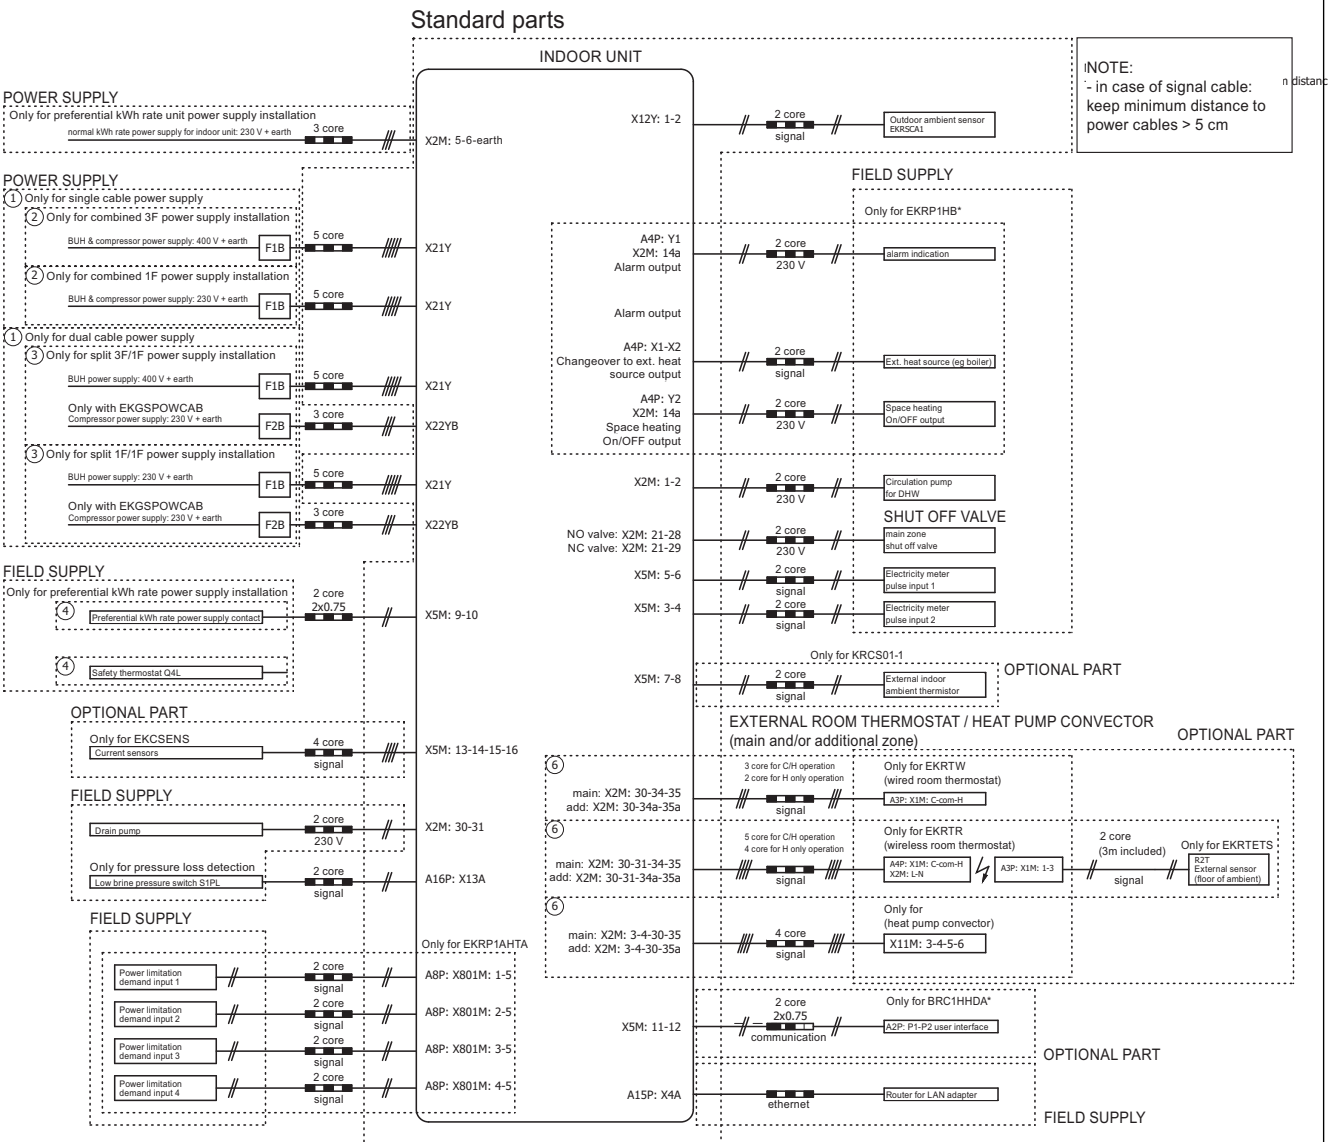 Standard parts
INDOOR UNIT
NOTE:
- in case of signal cable:
keep minimum distance to
power cables > 5 cm
n distanc
POWER SUPPLY
Only for preferential kWh rate unit power supply installation
normal kWh rate power supply for indoor unit: 230 V + earth
3 core
X2M: 5-6-earth
POWER SUPPLY
1 Only for single cable power supply
2 Only for combined 3F power supply installation
BUH & compressor power supply: 400 V + earth
F1B
5 core
X21Y
2 Only for combined 1F power supply installation
BUH & compressor power supply: 230 V + earth
F1B
5 core
X21Y
1 Only for dual cable power supply
3 Only for split 3F/1F power supply installation
BUH power supply: 400 V + earth
F1B
5 core
X21Y
Only with EKGSPOWCAB
Compressor power supply: 230 V + earth
F2B
3 core
X22YB
3 Only for split 1F/1F power supply installation
BUH power supply: 230 V + earth
F1B
5 core
X21Y
Only with EKGSPOWCAB
Compressor power supply: 230 V + earth
F2B
3 core
X22YB
FIELD SUPPLY
Only for preferential kWh rate power supply installation
4
Preferential kWh rate power supply contact
2 core
2x0.75
X5M: 9-10
4
Safety thermostat Q4L
OPTIONAL PART
Only for EKCSENS
Current sensors
4 core
signal
X5M: 13-14-15-16
FIELD SUPPLY
Drain pump
2 core
230 V
X2M: 30-31
Only for pressure loss detection
Low brine pressure switch S1PL
2 core
signal
A16P: X13A
FIELD SUPPLY
Only for EKRP1AHTA
Power limitation
demand input 1
2 core
signal
A8P: X801M: 1-5
Power limitation
demand input 2
2 core
signal
A8P: X801M: 2-5
Power limitation
demand input 3
2 core
signal
A8P: X801M: 3-5
Power limitation
demand input 4
2 core
signal
A8P: X801M: 4-5
X12Y: 1-2
2 core
signal
Outdoor ambient sensor
EKRSCA1
FIELD SUPPLY
Only for EKRP1HB*
A4P: Y1
X2M: 14a
Alarm output
2 core
230 V
alarm indication
Alarm output
A4P: X1-X2
Changeover to ext. heat
source output
2 core
signal
Ext. heat source (eg boiler)
A4P: Y2
X2M: 14a
Space heating
On/OFF output
2 core
230 V
Space heating
On/OFF output
X2M: 1-2
2 core
230 V
Circulation pump
for DHW
SHUT OFF VALVE
NO valve: X2M: 21-28
NC valve: X2M: 21-29
2 core
230 V
main zone
shut off valve
X5M: 5-6
2 core
signal
Electricity meter
pulse input 1
X5M: 3-4
2 core
signal
Electricity meter
pulse input 2
Only for KRCS01-1
OPTIONAL PART
X5M: 7-8
2 core
signal
External indoor
ambient thermistor
EXTERNAL ROOM THERMOSTAT / HEAT PUMP CONVECTOR
(main and/or additional zone)
OPTIONAL PART
6
main: X2M: 30-34-35
add: X2M: 30-34a-35a
3 core for C/H operation
2 core for H only operation
signal
Only for EKRTW
(wired room thermostat)
A3P: X1M: C-com-H
6
main: X2M: 30-31-34-35
add: X2M: 30-31-34a-35a
5 core for C/H operation
4 core for H only operation
signal
Only for EKRTR
(wireless room thermostat)
A4P: X1M: C-com-H
X2M: L-N
A3P: X1M: 1-3
2 core
(3m included)
signal
Only for EKRTETS
R2T
External sensor
(floor of ambient)
6
main: X2M: 3-4-30-35
add: X2M: 3-4-30-35a
4 core
signal
Only for
(heat pump convector)
X11M: 3-4-5-6
X5M: 11-12
2 core
2x0.75
communication
Only for BRC1HHDA*
A2P: P1-P2 user interface
OPTIONAL PART
A15P: X4A
ethernet
Router for LAN adapter
FIELD SUPPLY